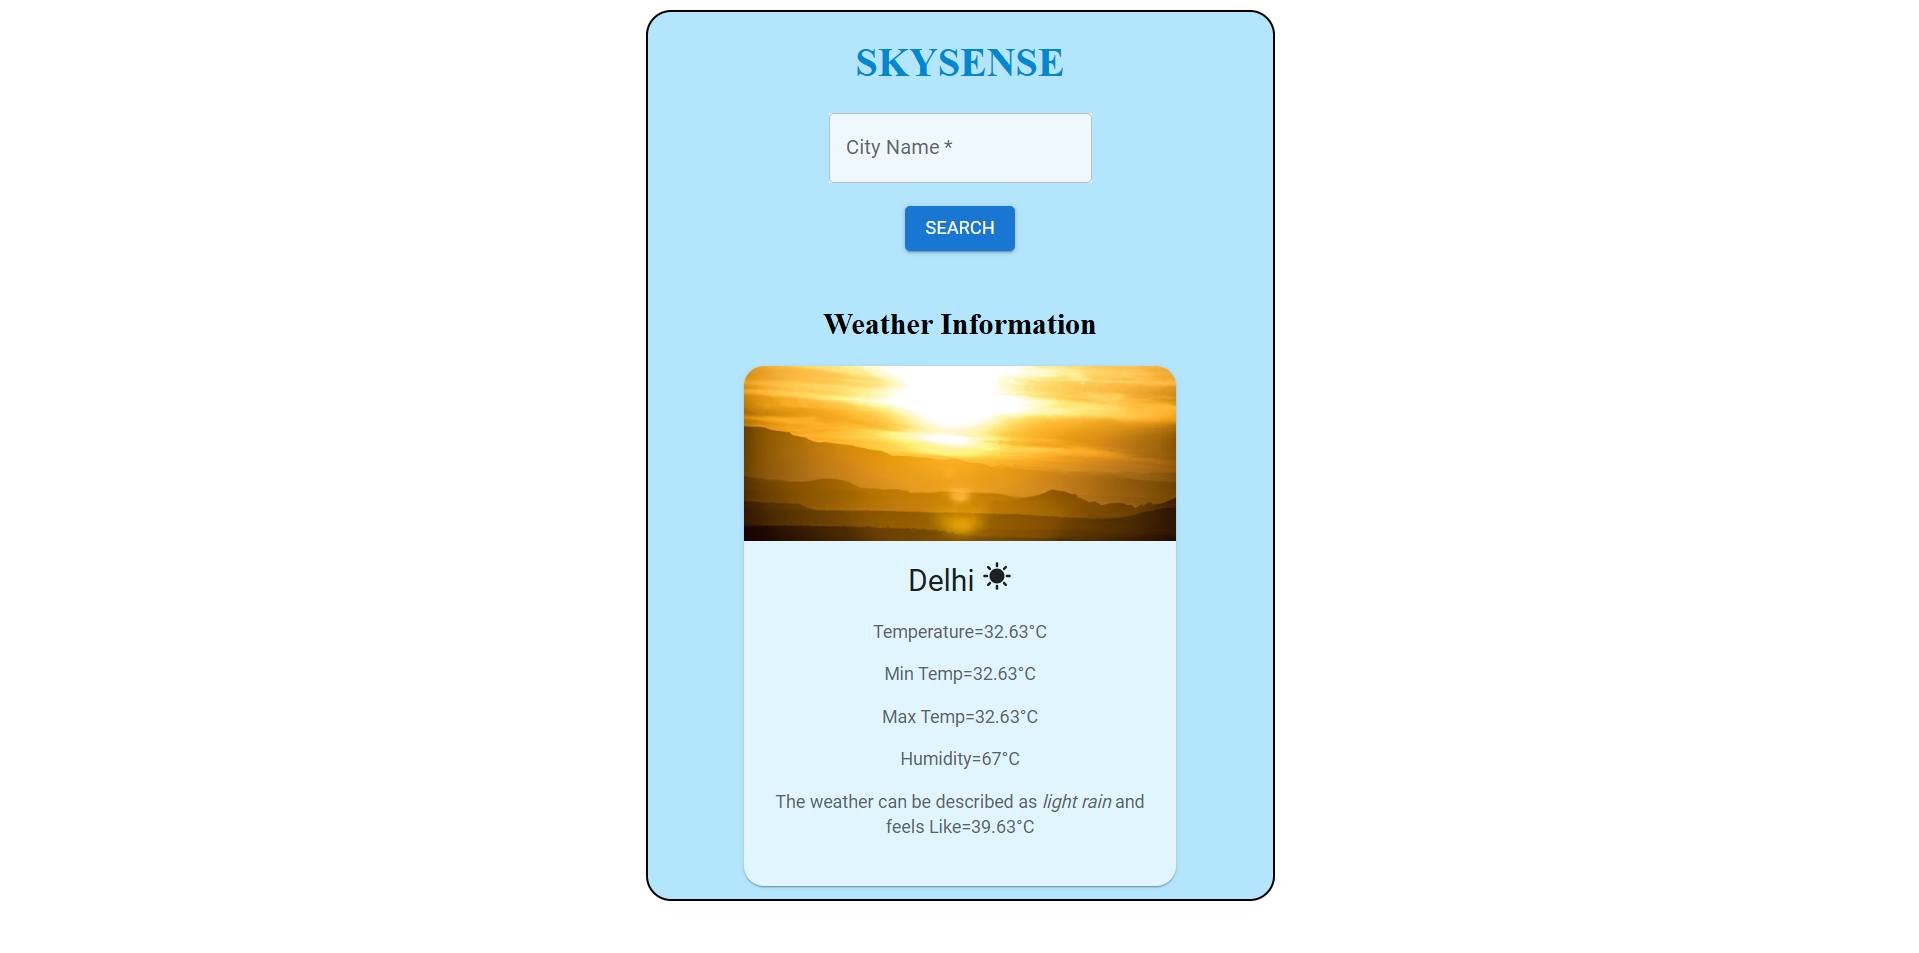 SKYSENSE
City Name *
SEARCH
Weather Information
Delhi
Temperature=32.63°C
Min Temp=32.63°C
Max Temp=32.63°C
Humidity=67°C
The weather can be described as light rain and
feels Like=39.63°C